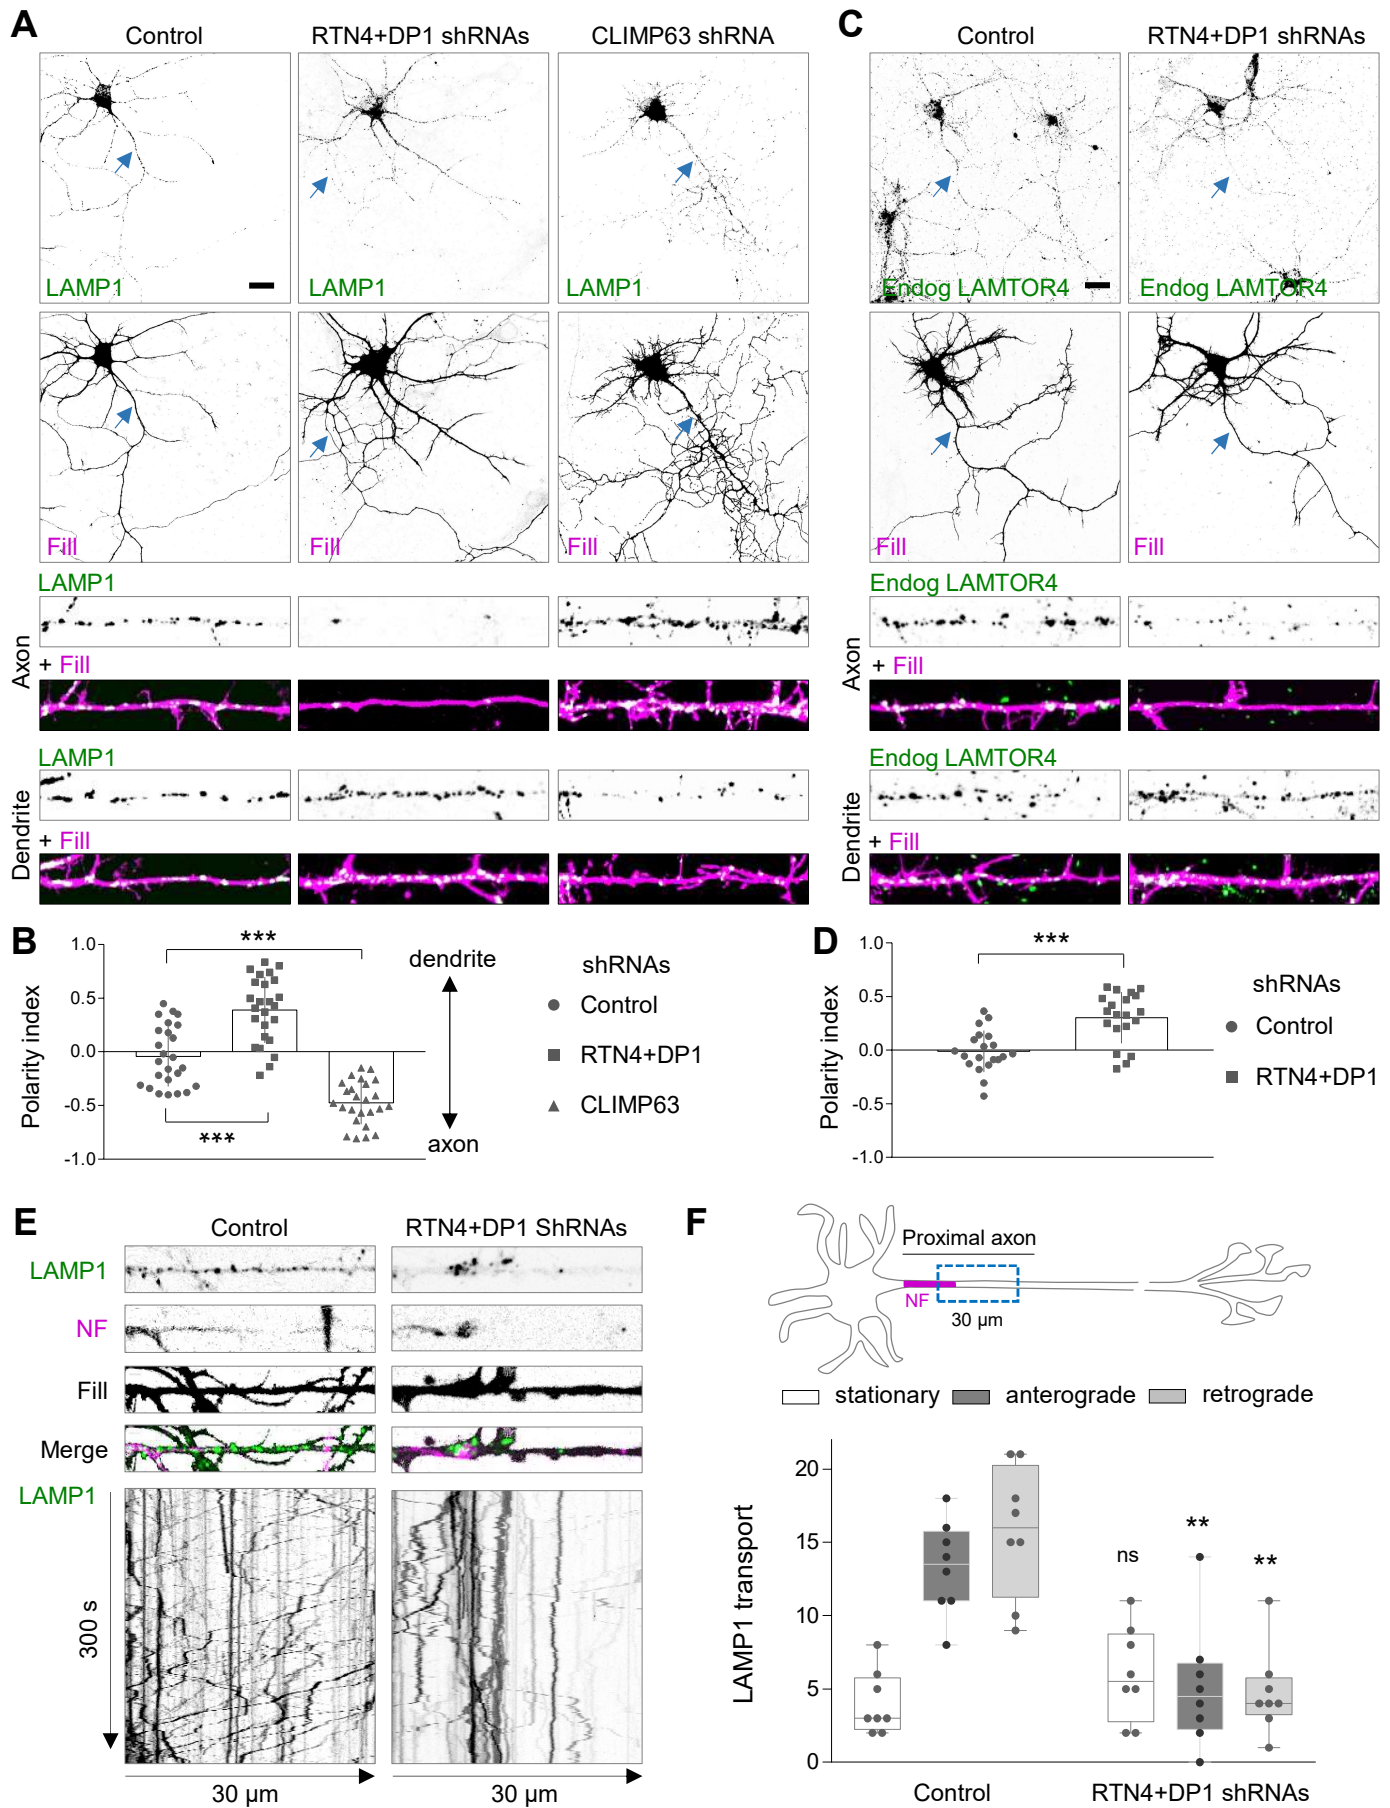 A
Control
RTN4+DP1 shRNAs
CLIMP63 shRNA
LAMP1
LAMP1
LAMP1
Fill
Fill
Fill
LAMP1
Axon
+ Fill
LAMP1
Dendrite
+ Fill
C
Control
RTN4+DP1 shRNAs
Endog LAMTOR4
Endog LAMTOR4
Fill
Fill
Endog LAMTOR4
Axon
+ Fill
Endog LAMTOR4
Dendrite
+ Fill
B
Polarity index
1.0
0.5
0.0
-0.5
-1.0
***
***
dendrite
axon
shRNAs
Control
RTN4+DP1
CLIMP63
D
Polarity index
1.0
0.5
0.0
-0.5
-1.0
***
shRNAs
Control
RTN4+DP1
E
Control
RTN4+DP1 ShRNAs
LAMP1
NF
Fill
Merge
LAMP1
300 s
30 µm
30 µm
F
Proximal axon
NF
30 µm
stationary
anterograde
retrograde
LAMP1 transport
20
15
10
5
0
ns
**
**
Control
RTN4+DP1 shRNAs